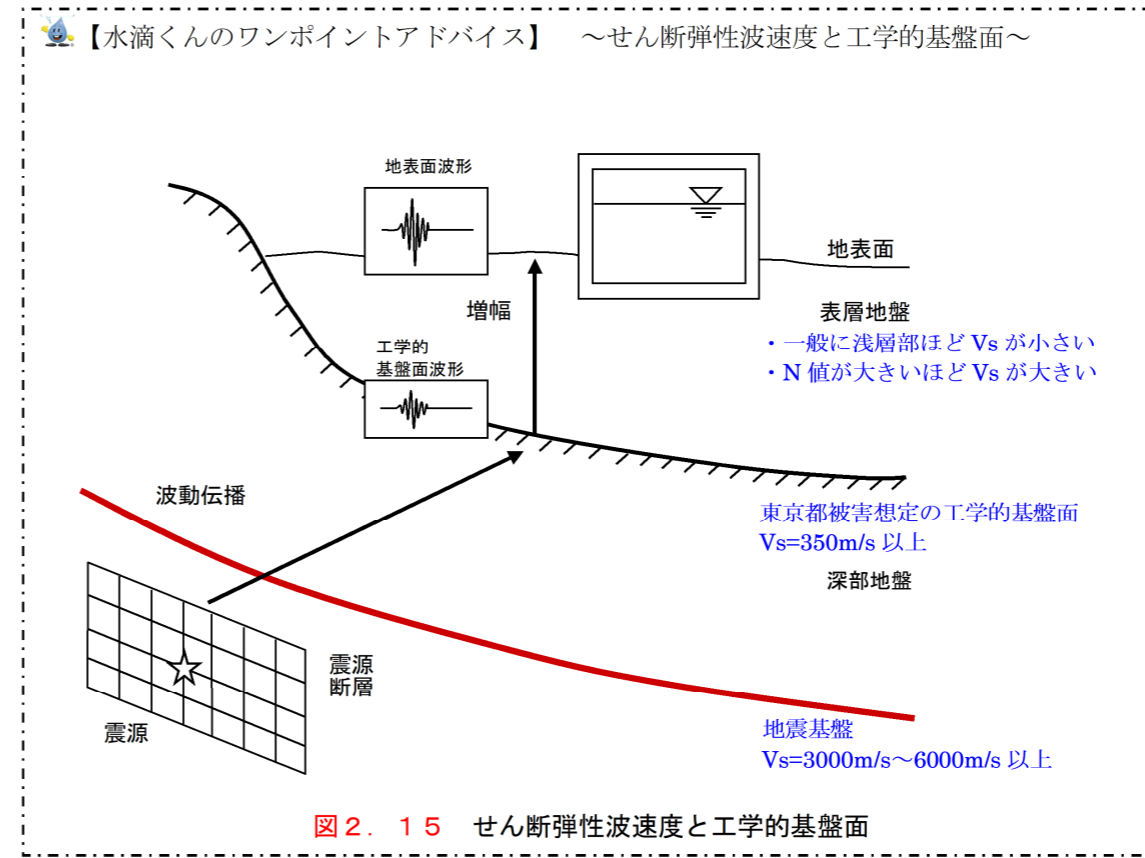 【水滴くんのワンポイントアドバイス】　～せん断弾性波速度と工学的基盤面～
地表面波形
地表面
増幅
表層地盤
・一般に浅層部ほど Vs が小さい
・N 値が大きいほど Vs が大きい
工学的
基盤面波形
波動伝播
東京都被害想定の工学的基盤面
Vs=350m/s 以上
深部地盤
震源
断層
震源
地震基盤
Vs=3000m/s～6000m/s 以上
図２．１５　せん断弾性波速度と工学的基盤面